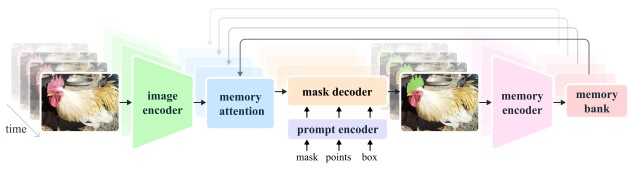 time
image
encoder
memory
attention
mask decoder
prompt encoder
mask
points
box
memory
encoder
memory
bank